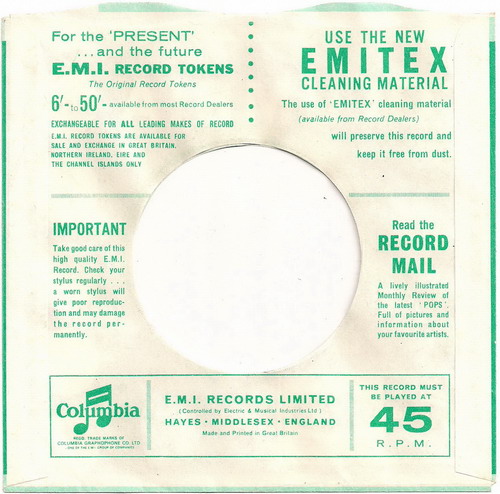 For the 'PRESENT'
...and the future
E.M.I. RECORD TOKENS
The Original Record Tokens
6'- to 50'- available from most Record Dealers
EXCHANGEABLE FOR ALL LEADING MAKES OF RECORD
E.M.I. RECORD TOKENS ARE AVAILABLE FOR
SALE AND EXCHANGE IN GREAT BRITAIN,
NORTHERN IRELAND, EIRE AND
THE CHANNEL ISLANDS ONLY
USE THE NEW
EMITEX
CLEANING MATERIAL
The use of 'EMITEX' cleaning material
(available from Record Dealers)
will preserve this record and
keep it free from dust.
IMPORTANT
Take good care of this
high quality E.M.I.
Record. Check your
stylus regularly ...
a worn stylus will
give poor reproduc-
tion and may damage
the record per-
manently.
Read the
RECORD
MAIL
A lively illustrated
Monthly Review of
the latest 'POPS'.
Full of pictures and
information about
your favourite artists.
Columbia
REGD. TRADE MARKS OF
COLUMBIA GRAPHOPHONE CO LTD
E.M.I. RECORDS LIMITED
(Controlled by Electric & Musical Industries Ltd)
HAYES · MIDDLESEX · ENGLAND
Made and Printed in Great Britain
THIS RECORD MUST
BE PLAYED AT
45
R.P.M.